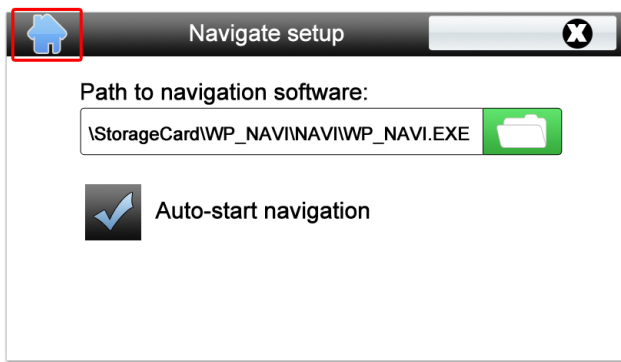 Navigate setup
Path to navigation software:
\StorageCard\WP_NAVI\NAVI\WP_NAVI.EXE
Auto-start navigation